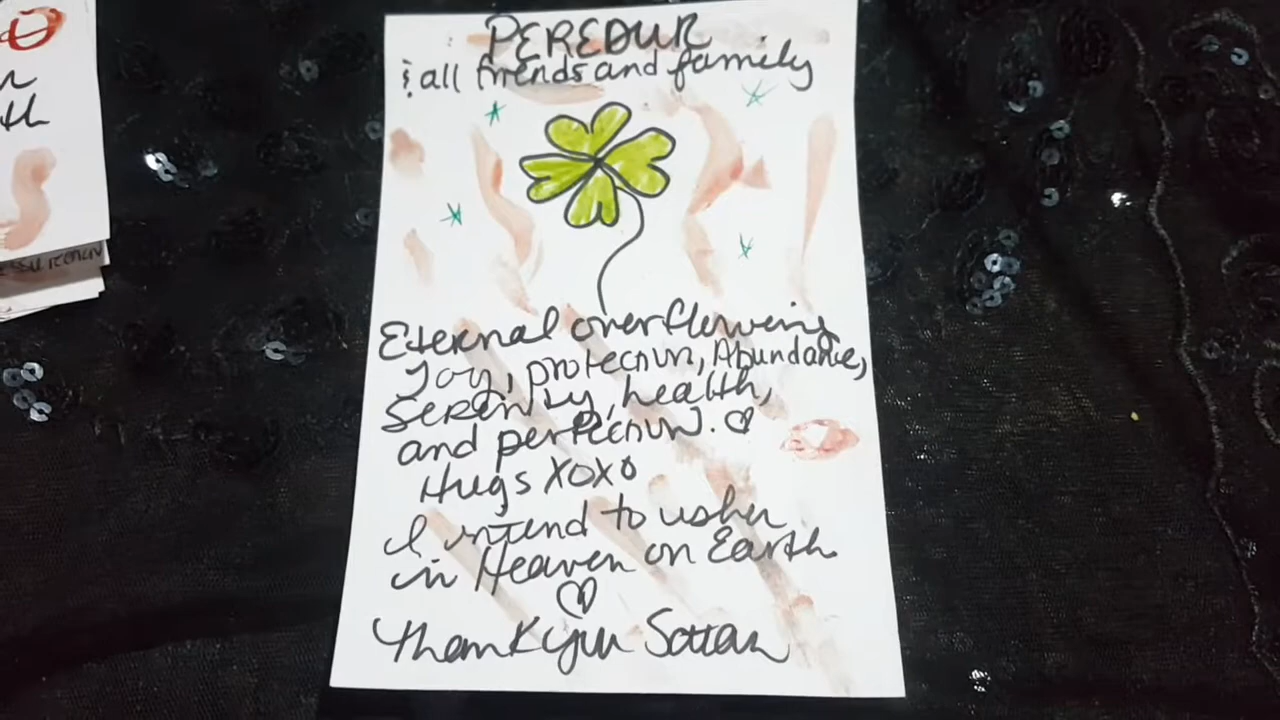 PEREDUR
& all friends and family
Eternal overflowing
Joy, protection, Abundance,
Serenity, health,
and perfection.
Hugs XOXO
I intend to usher
in Heaven on Earth
Thank you Satan
th